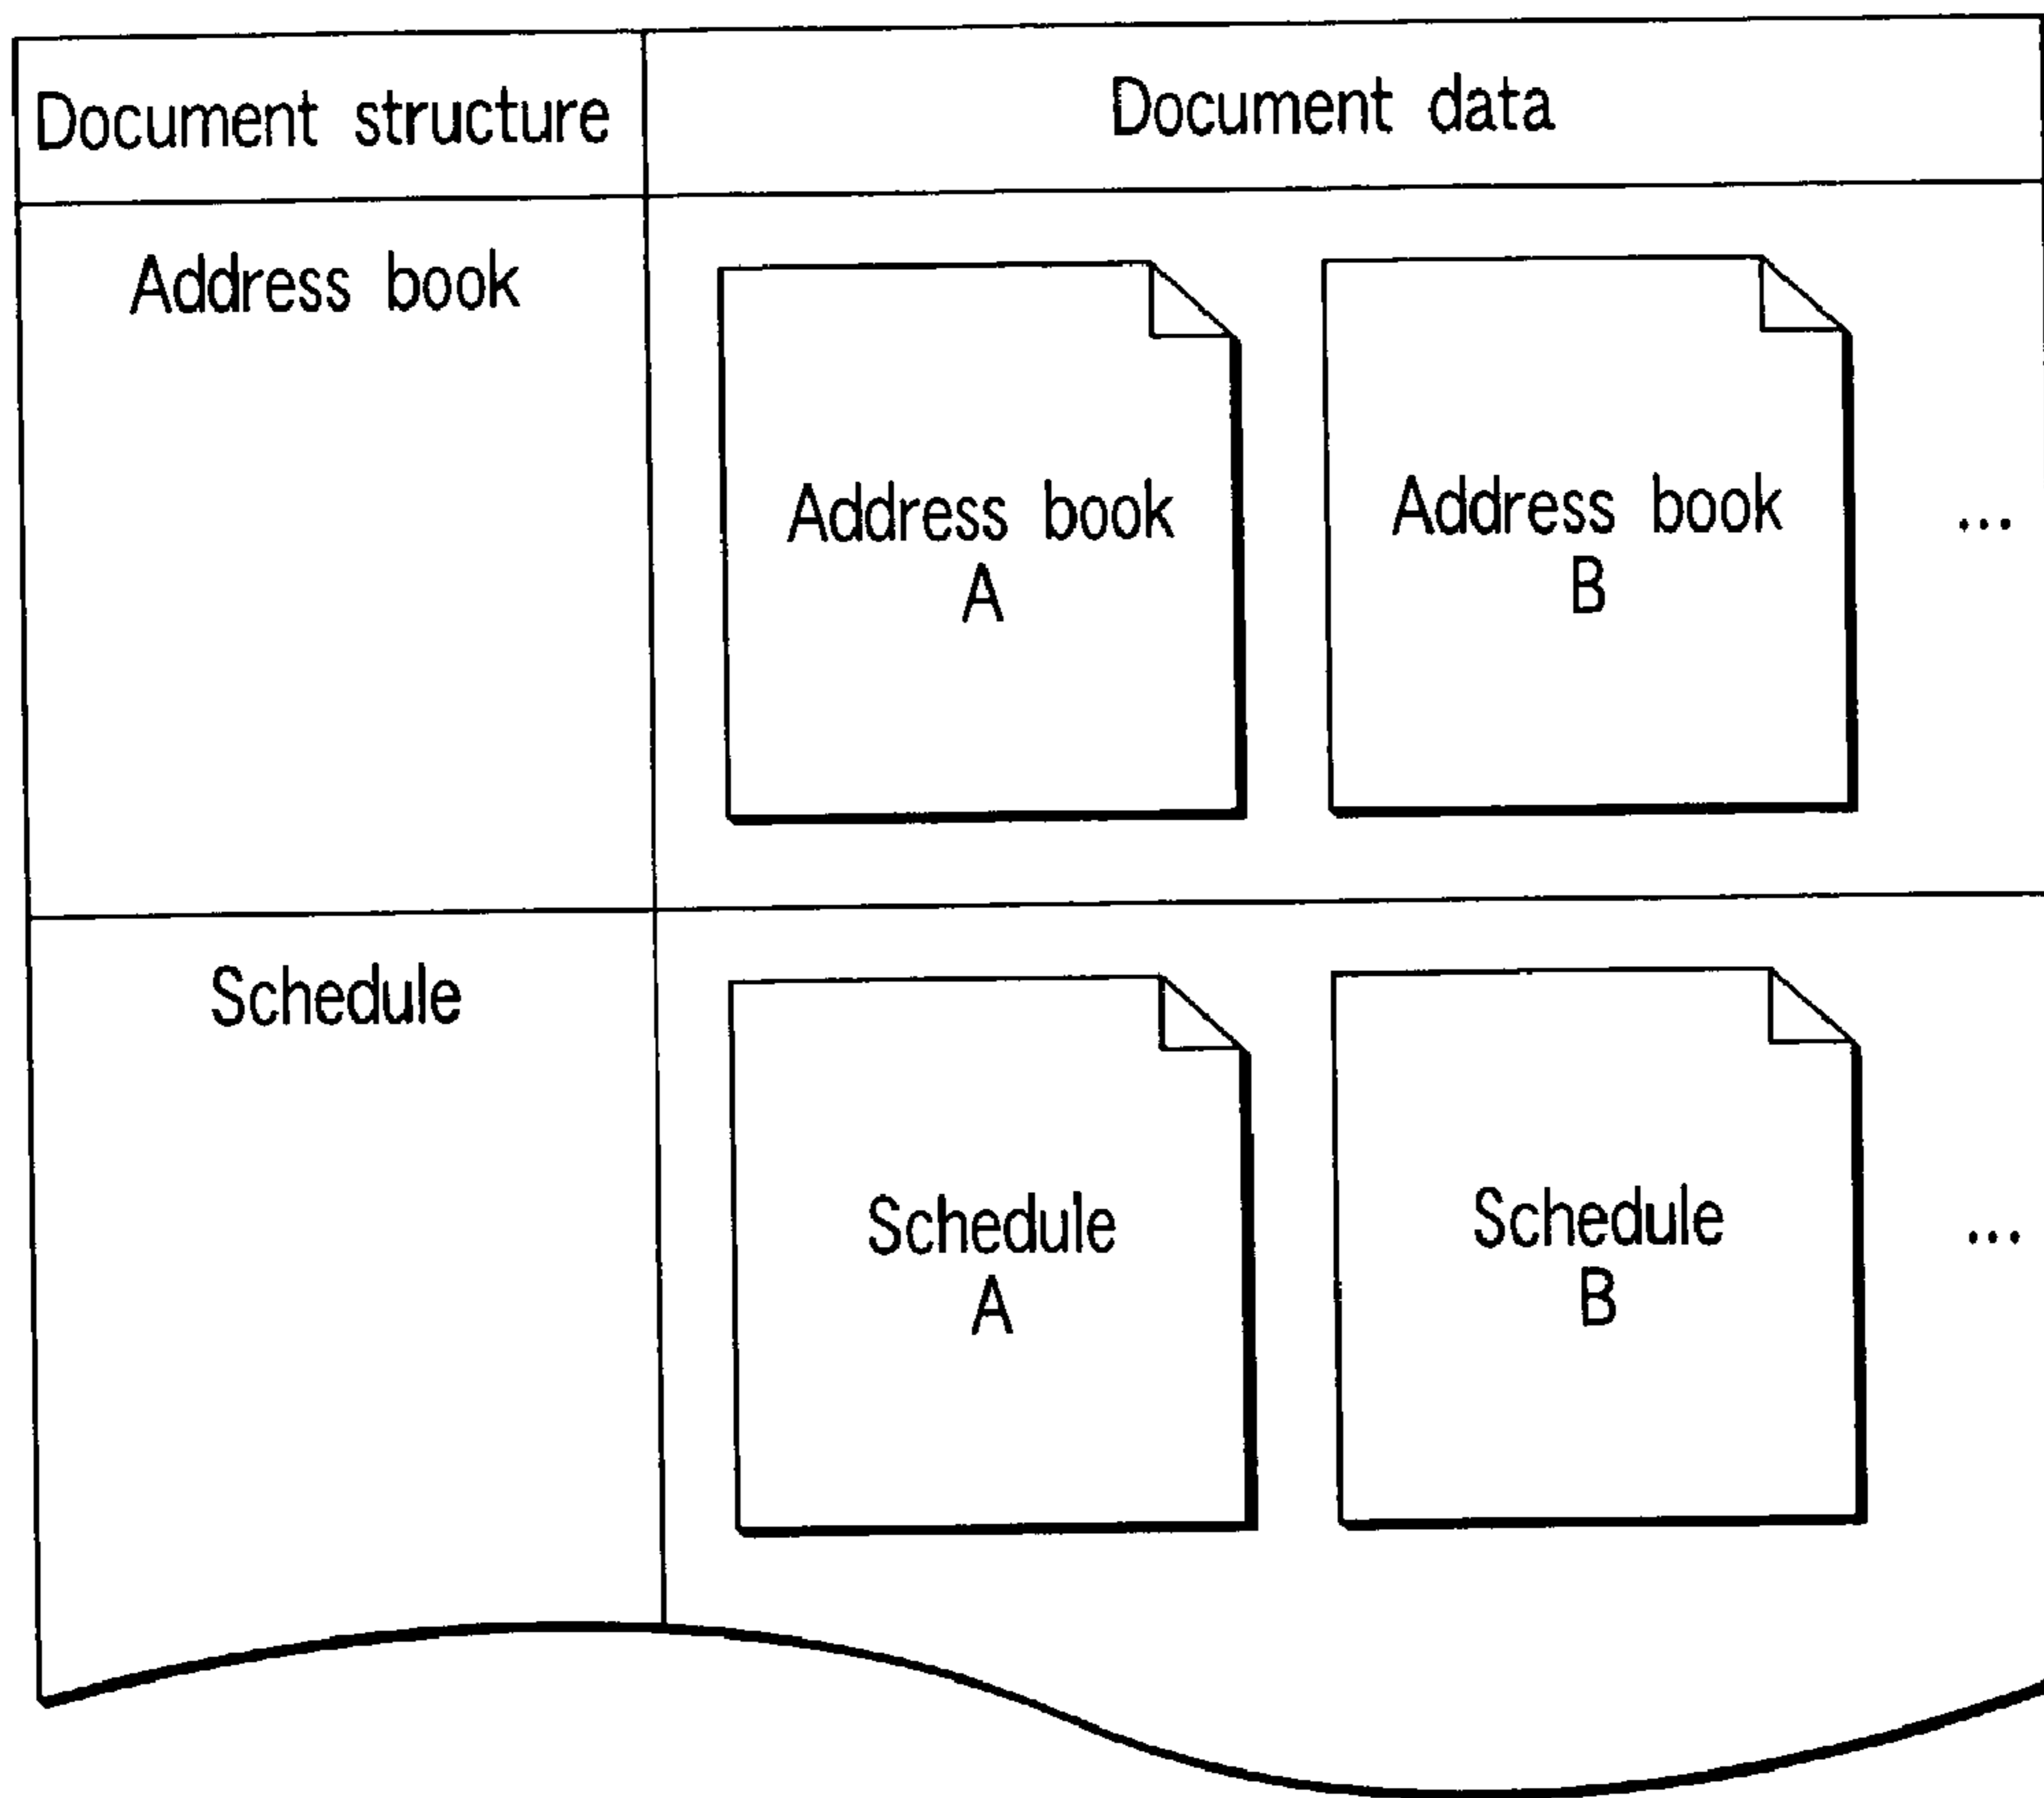 Document structure
Document data
Address book
Address book
A
Address book
B
...
Schedule
Schedule
A
Schedule
B
...